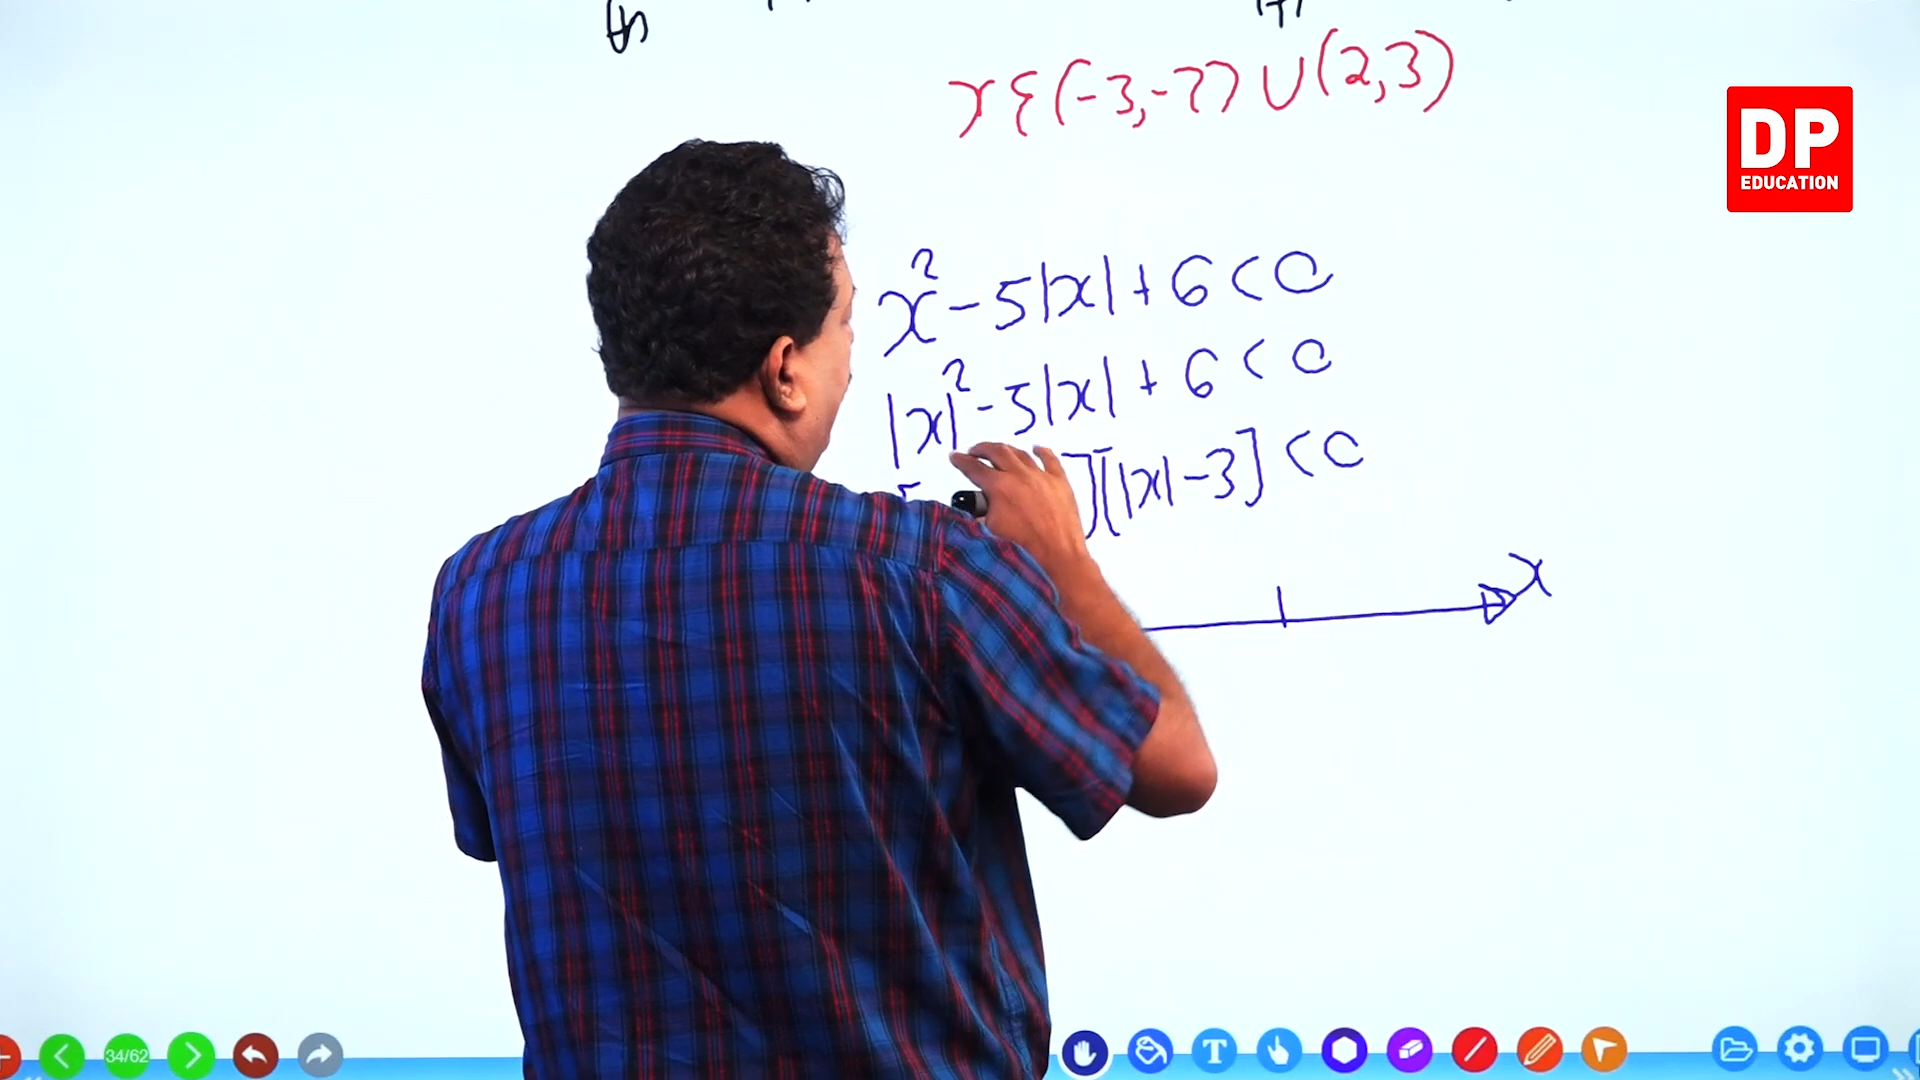 x ∈ (-3, -2) ∪ (2, 3)
DP
EDUCATION
x² - 5|x| + 6 < 0
|x|² - 5|x| + 6 < 0
][|x| - 3] < 0
x
34/62
T